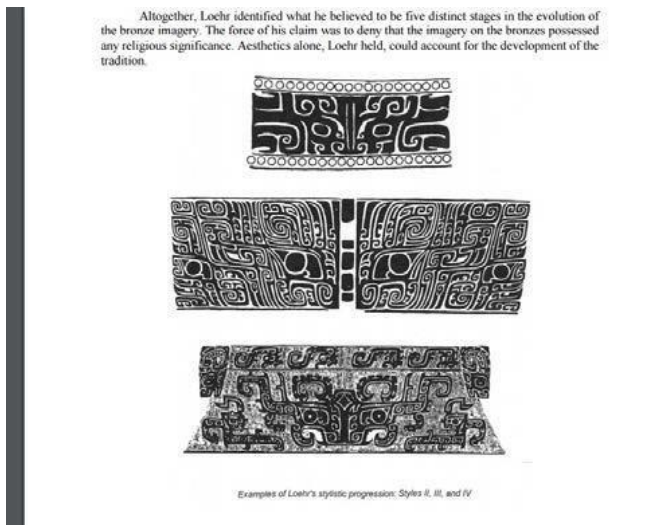 Altogether, Loehr identified what he believed to be five distinct stages in the evolution of
the bronze imagery. The force of his claim was to deny that the imagery on the bronzes possessed
any religious significance. Aesthetics alone, Loehr held, could account for the development of the
tradition.
Examples of Loehr's stylistic progression: Styles II, III, and IV